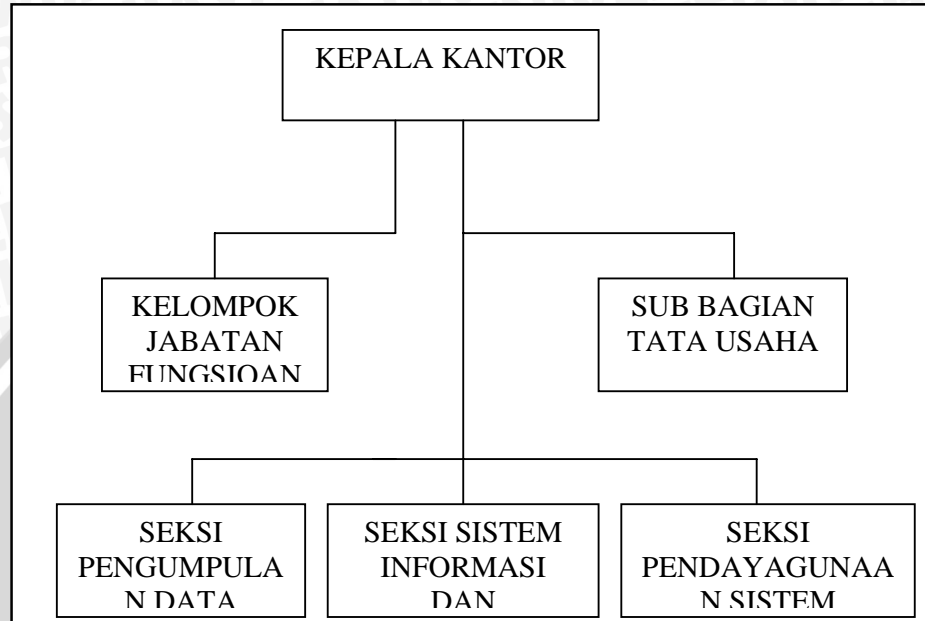 KEPALA KANTOR
KELOMPOK
JABATAN
FUNGSIOAN
SUB BAGIAN
TATA USAHA
SEKSI
PENGUMPULA
N DATA
SEKSI SISTEM
INFORMASI
DAN
SEKSI
PENDAYAGUNAA
N SISTEM